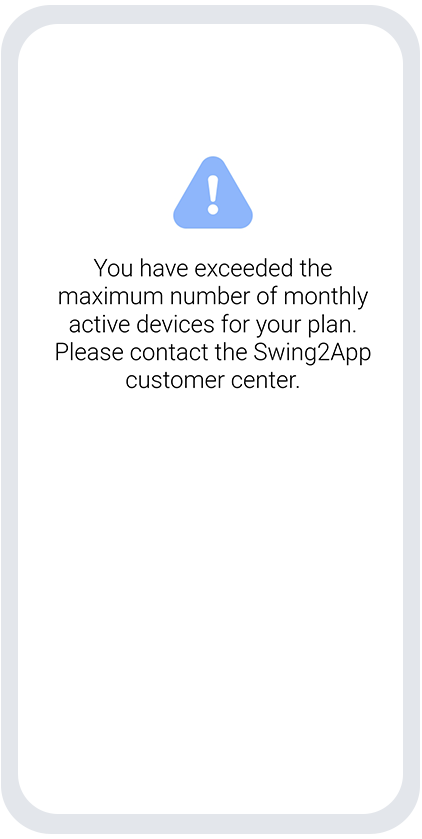 You have exceeded the
maximum number of monthly
active devices for your plan.
Please contact the Swing2App
customer center.